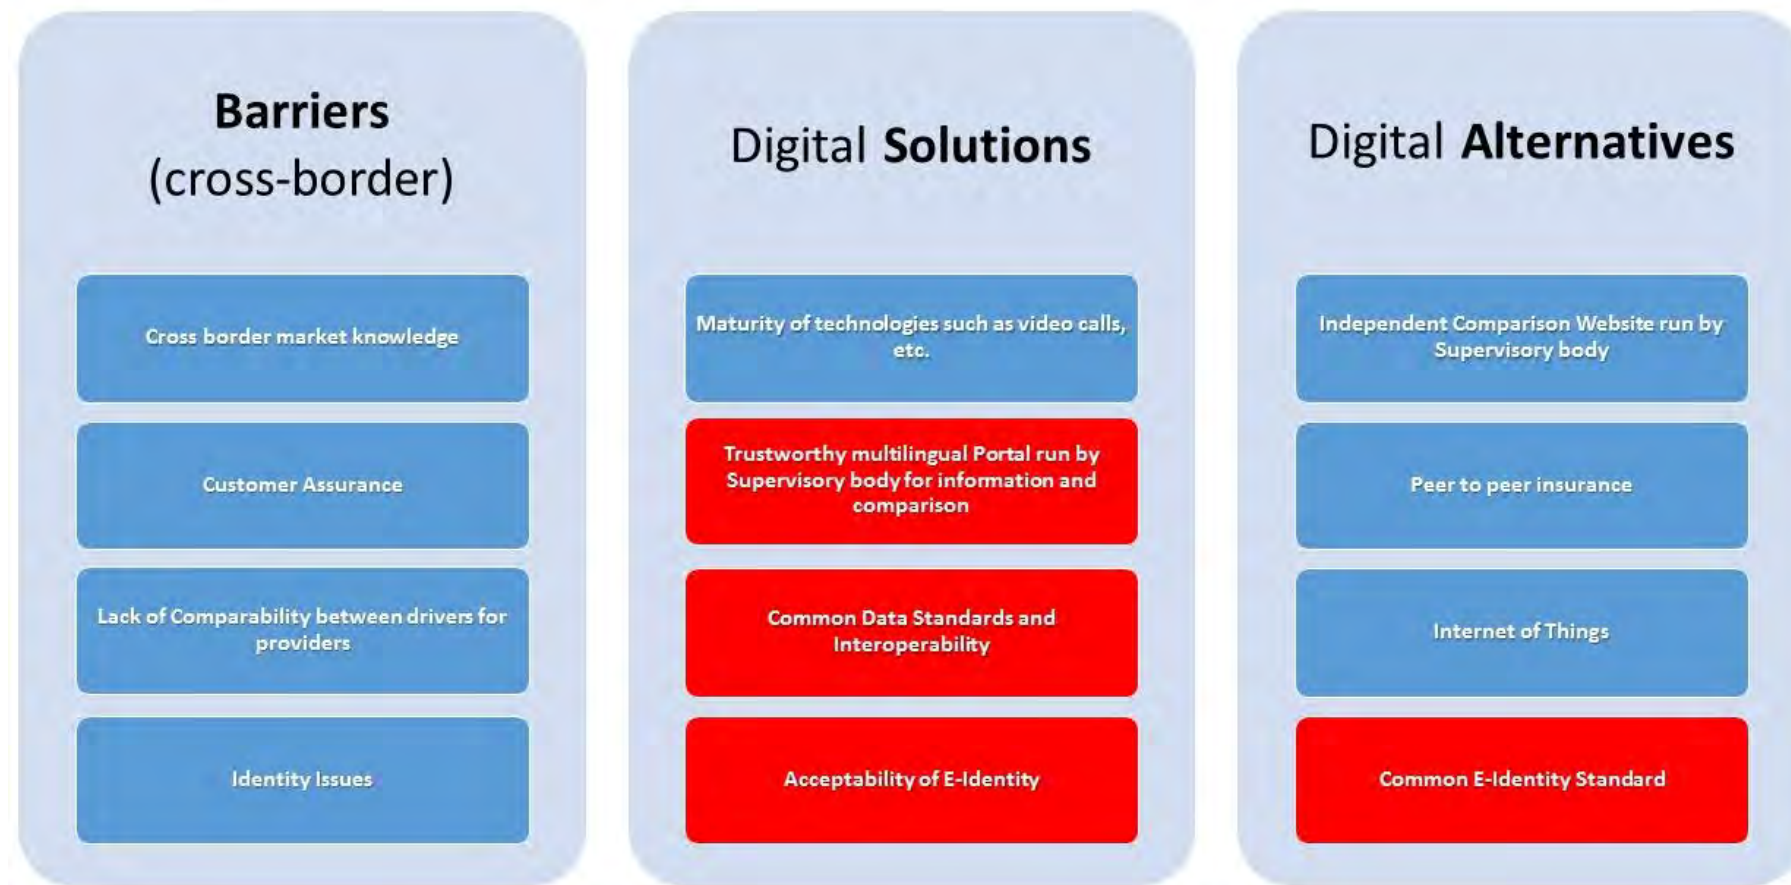 Barriers
(cross-border)
Cross border market knowledge
Customer Assurance
Lack of Comparability between drivers for
providers
Identity Issues
Digital Solutions
Maturity of technologies such as video calls,
etc.
Trustworthy multilingual Portal run by
Supervisory body for information and
comparison
Common Data Standards and
Interoperability
Acceptability of E-Identity
Digital Alternatives
Independent Comparison Website run by
Supervisory body
Peer to peer insurance
Internet of Things
Common E-Identity Standard